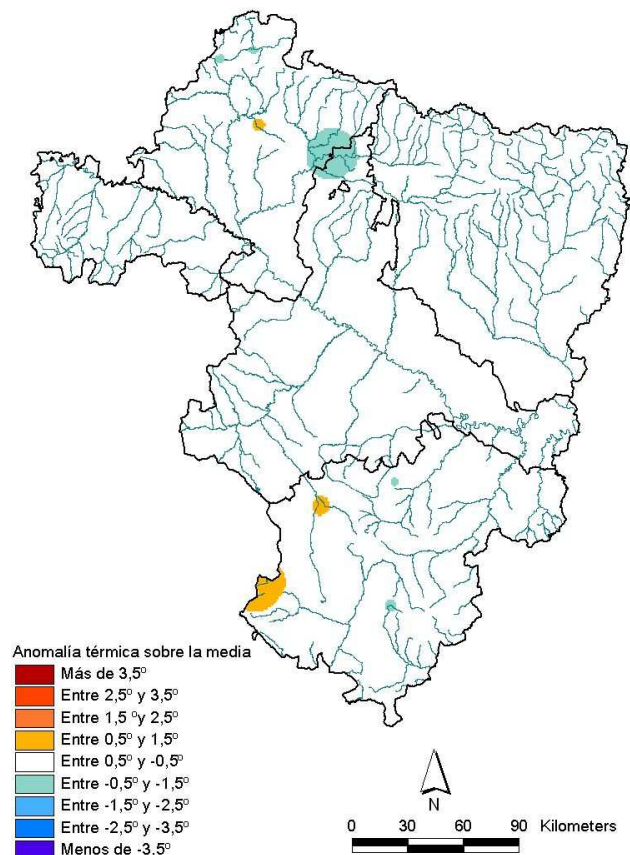 Anomalía térmica sobre la media
Más de 3,5º
Entre 2,5º y 3,5º
Entre 1,5 º y 2,5º
Entre 0,5º y 1,5º
Entre 0,5º y -0,5º
Entre -0,5º y -1,5º
Entre -1,5º y -2,5º
Entre -2,5º y -3,5º
Menos de -3,5º
N
0 30 60 90 Kilometers